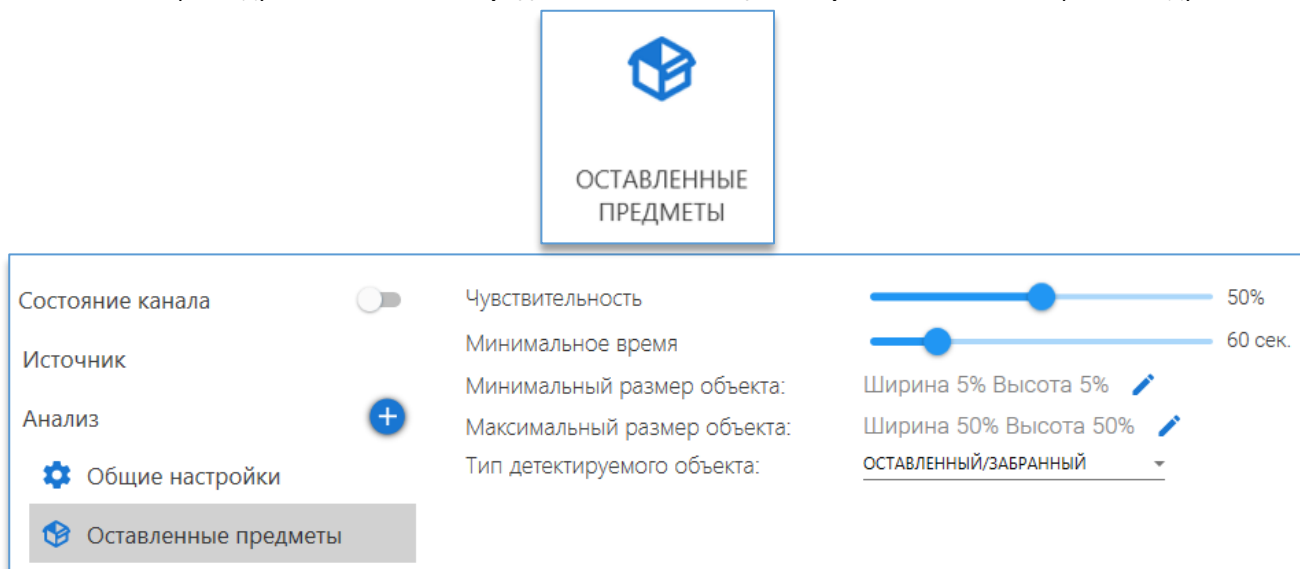 ОСТАВЛЕННЫЕ
ПРЕДМЕТЫ
Состояние канала
Источник
Анализ
Общие настройки
Оставленные предметы
Чувствительность 50%
Минимальное время 60 сек.
Минимальный размер объекта: Ширина 5% Высота 5%
Максимальный размер объекта: Ширина 50% Высота 50%
Тип детектируемого объекта: ОСТАВЛЕННЫЙ/ЗАБРАННЫЙ